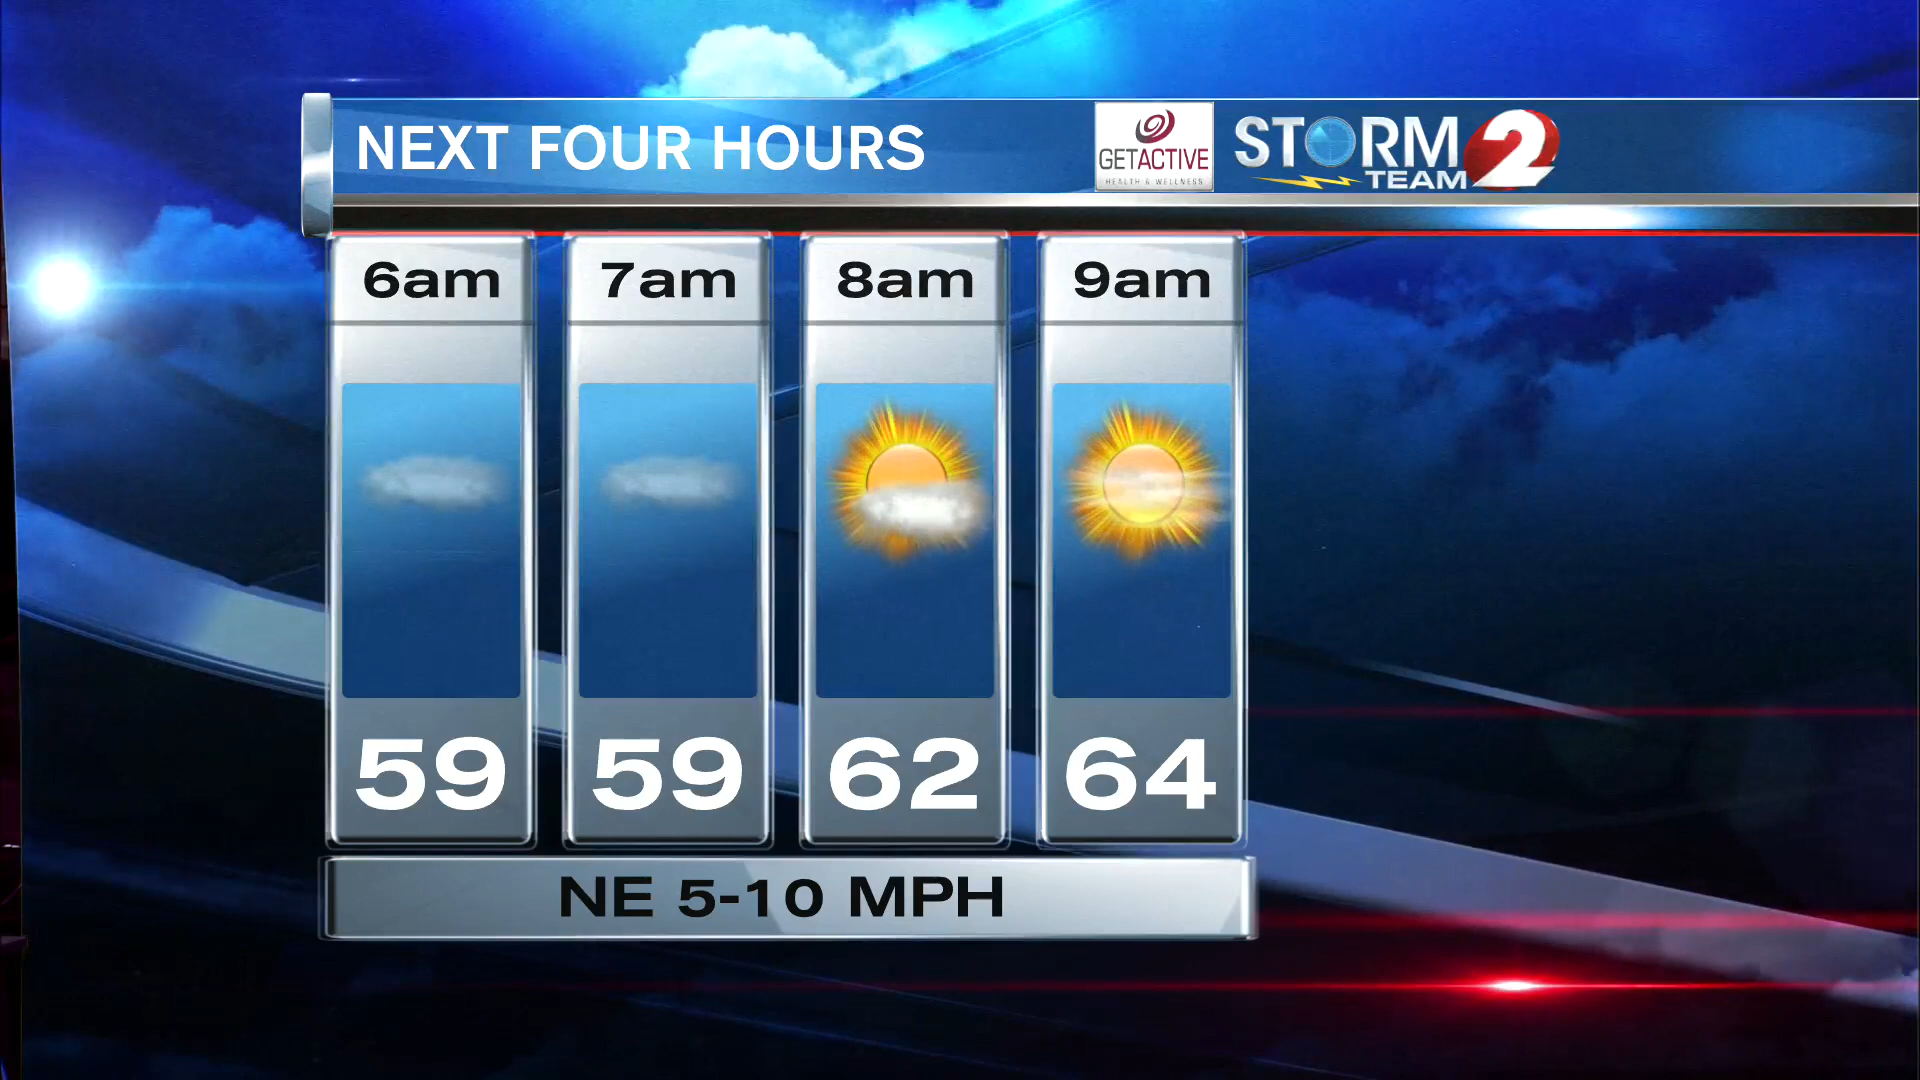 NEXT FOUR HOURS
GETACTIVE
HEALTH & WELLNESS
STORM
TEAM 2
6am 7am 8am 9am
59 59 62 64
NE 5-10 MPH